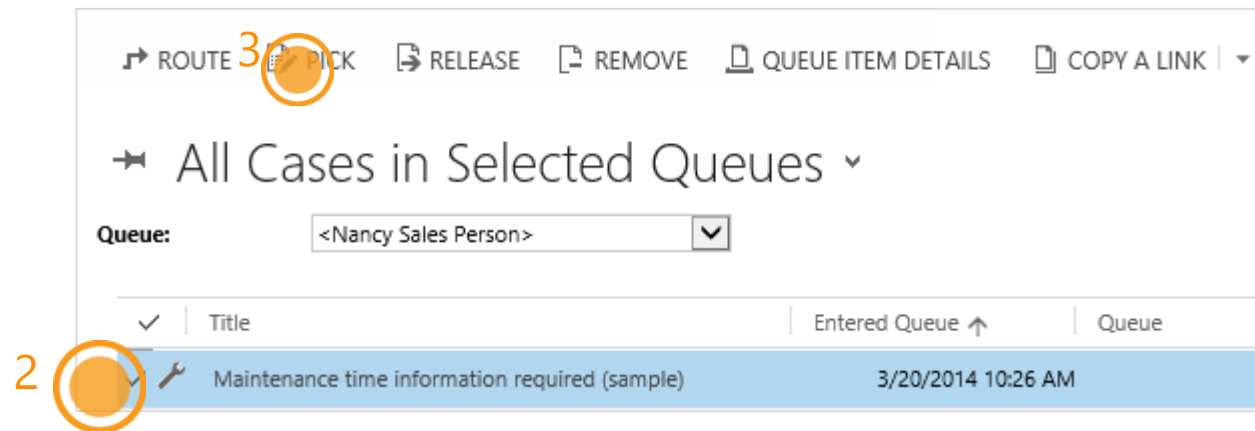 ROUTE 3 PICK RELEASE REMOVE QUEUE ITEM DETAILS COPY A LINK
All Cases in Selected Queues
Queue: <Nancy Sales Person>
Title Entered Queue Queue
2 Maintenance time information required (sample) 3/20/2014 10:26 AM